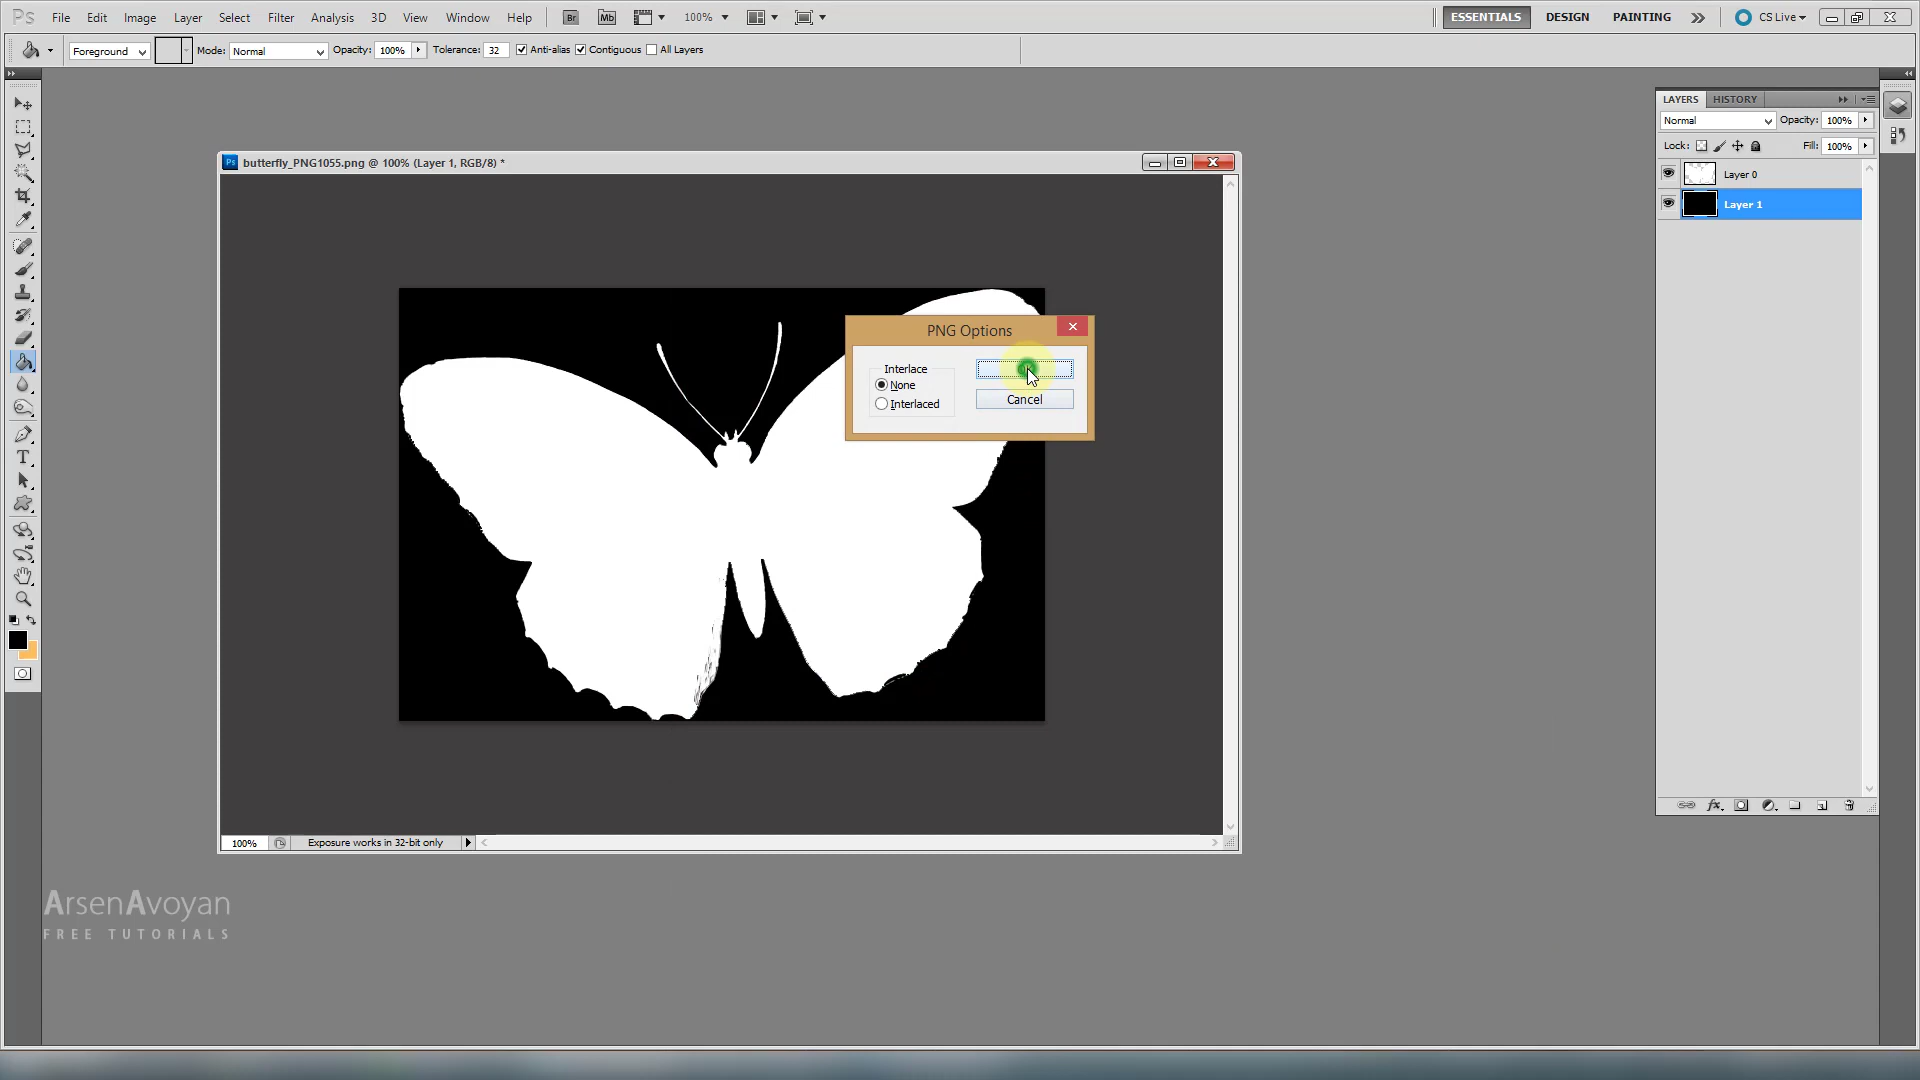 Ps File Edit Image Layer Select Filter Analysis 3D View Window Help Br Mb 100% ESSENTIALS DESIGN PAINTING CS Live
Foreground Mode: Normal Opacity: 100% Tolerance: 32 Anti-alias Contiguous All Layers
LAYERS HISTORY
Normal Opacity: 100%
Lock: Fill: 100%
Layer 0
Layer 1
Ps butterfly_PNG1055.png @ 100% (Layer 1, RGB/8) *
PNG Options
Interlace
None
Interlaced
Cancel
T
fx
100% Exposure works in 32-bit only
ArsenAvoyan
FREE TUTORIALS